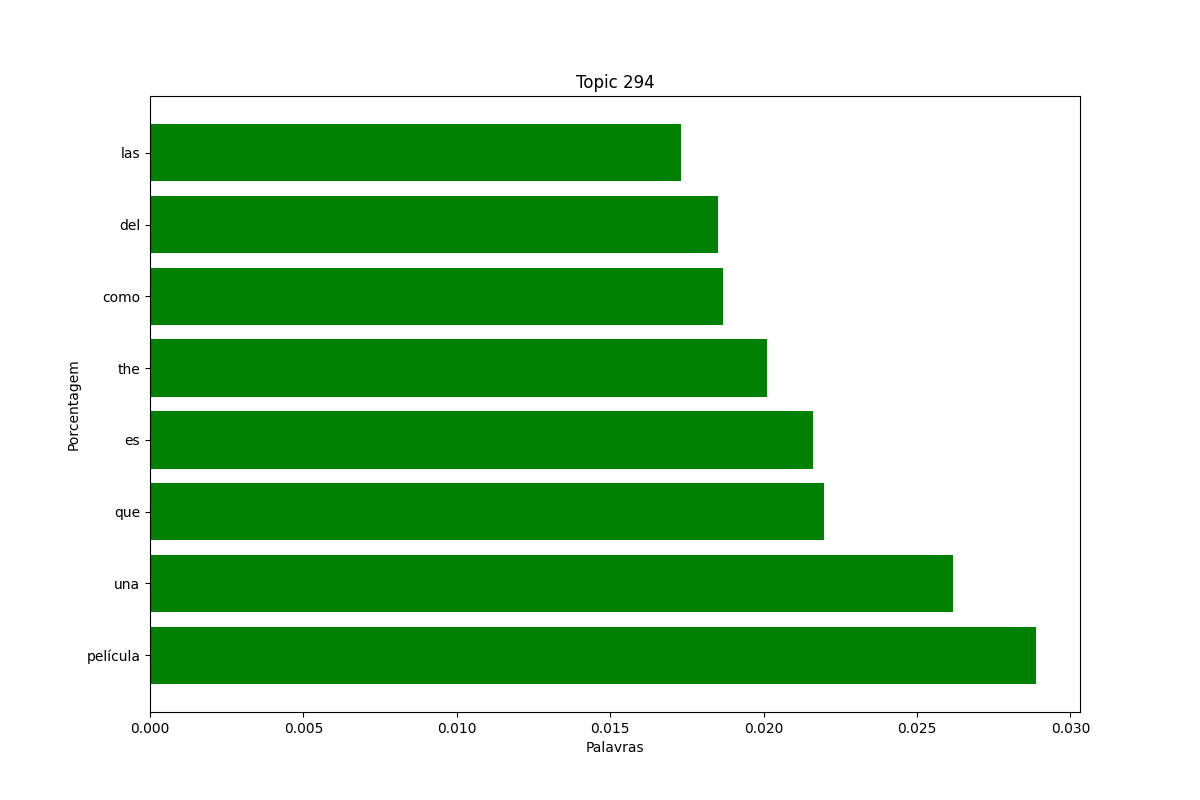 Topic 294
las
del
como
the
es
que
una
película
Porcentagem
0.000 0.005 0.010 0.015 0.020 0.025 0.030
Palavras